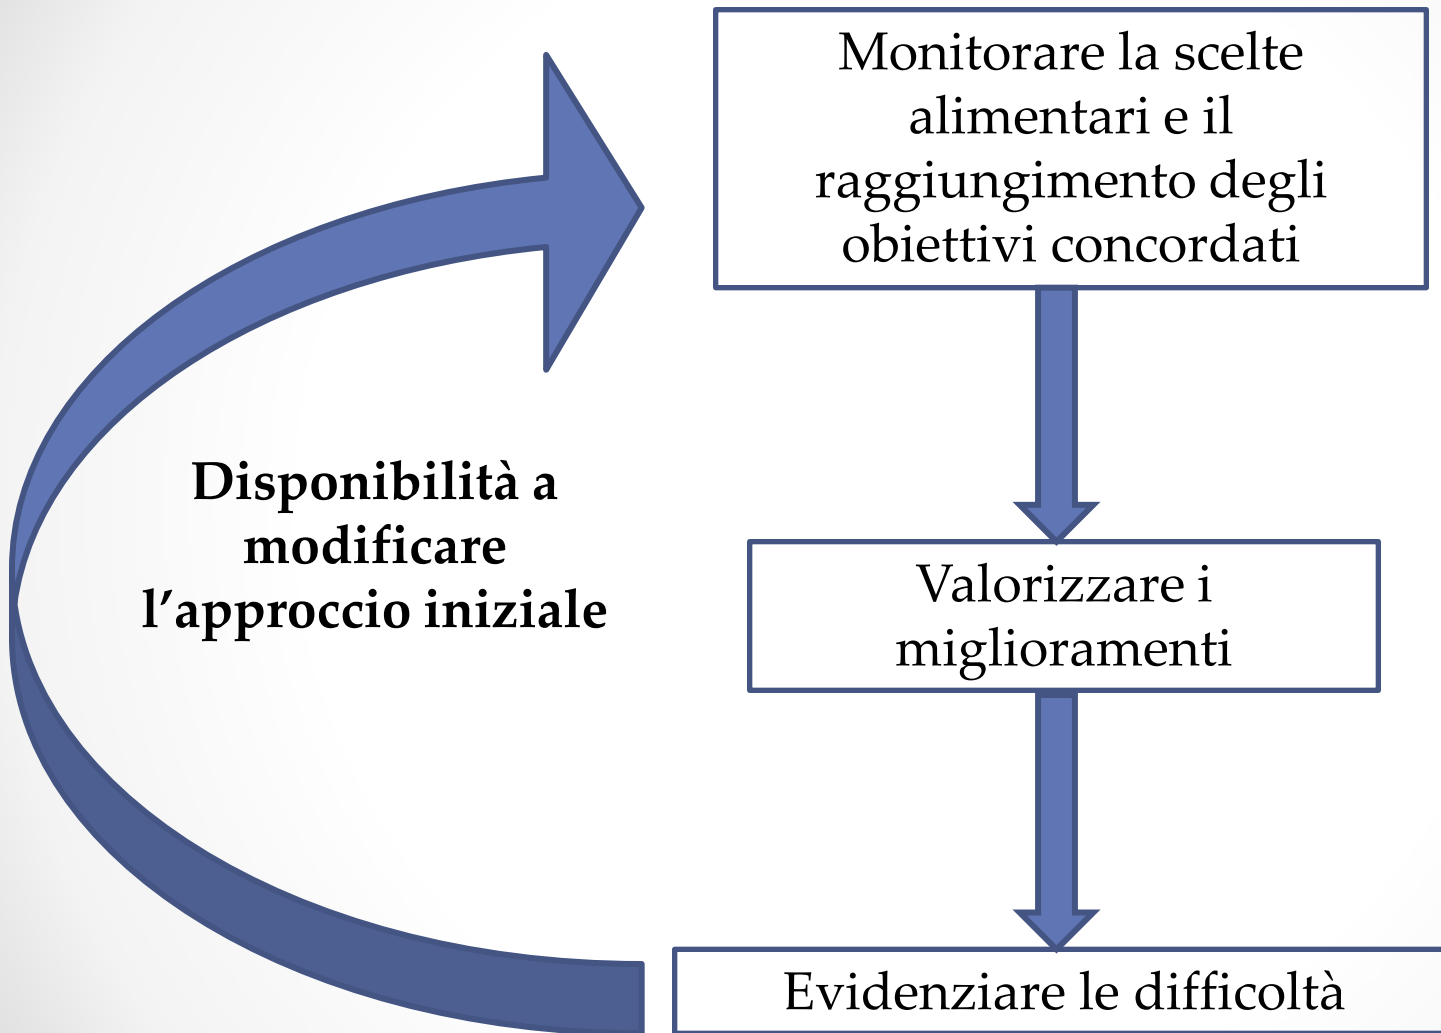 Monitorare la scelte
alimentari e il
raggiungimento degli
obiettivi concordati
Disponibilità a
modificare
l’approccio iniziale
Valorizzare i
miglioramenti
Evidenziare le difficoltà